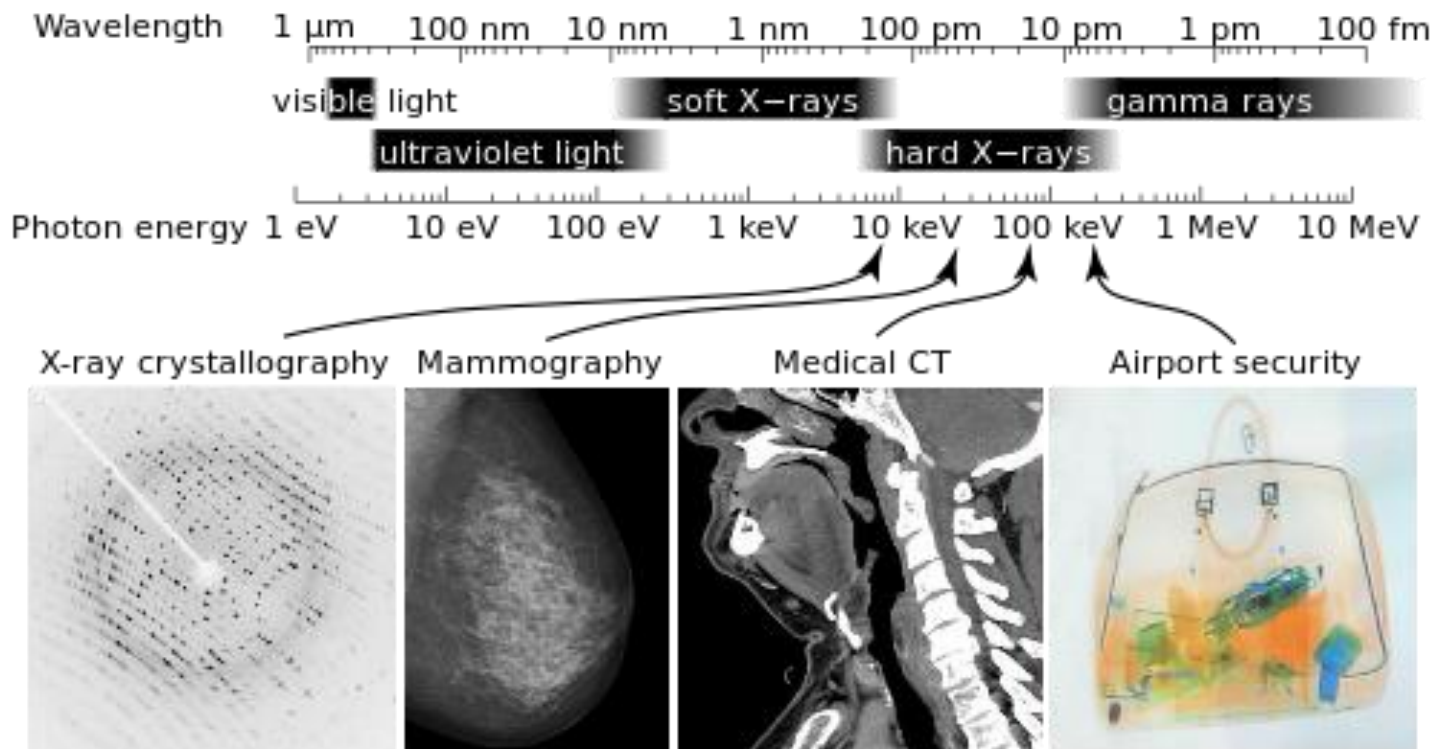 Wavelength 1 µm 100 nm 10 nm 1 nm 100 pm 10 pm 1 pm 100 fm
visible light soft X−rays gamma rays
ultraviolet light hard X−rays
Photon energy 1 eV 10 eV 100 eV 1 keV 10 keV 100 keV 1 MeV 10 MeV
X-ray crystallography Mammography Medical CT Airport security